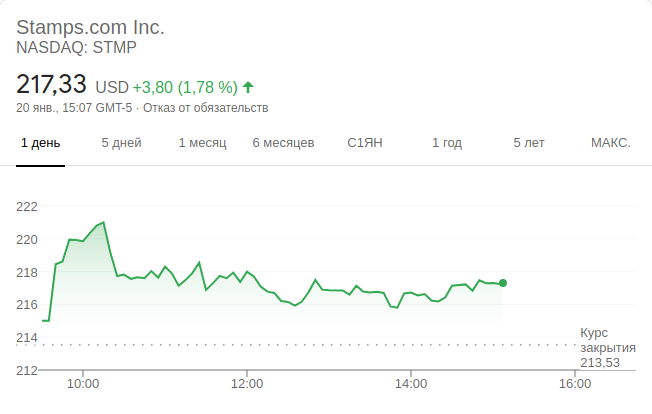 Stamps.com Inc.
NASDAQ: STMP
217,33 USD +3,80 (1,78 %)
20 янв., 15:07 GMT-5 · Отказ от обязательств
1 день 5 дней 1 месяц 6 месяцев С1ЯН 1 год 5 лет МАКС.
222
220
218
216
214
212
Курс
закрытия
213,53
10:00 12:00 14:00 16:00